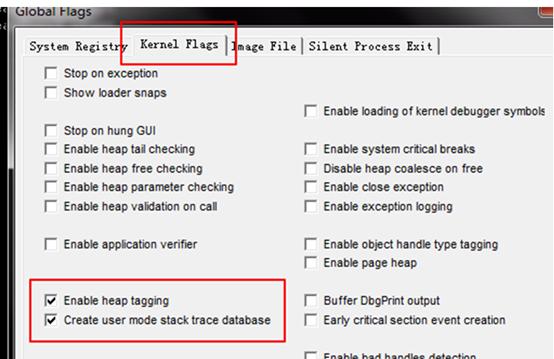 Global Flags
System Registry Kernel Flags Image File Silent Process Exit
Stop on exception
Show loader snaps
Enable loading of kernel debugger symbols
Stop on hung GUI
Enable heap tail checking
Enable system critical breaks
Enable heap free checking
Disable heap coalesce on free
Enable heap parameter checking
Enable close exception
Enable heap validation on call
Enable exception logging
Enable application verifier
Enable object handle type tagging
Enable page heap
Enable heap tagging
Buffer DbgPrint output
Create user mode stack trace database
Early critical section event creation
Enable bad handles detection